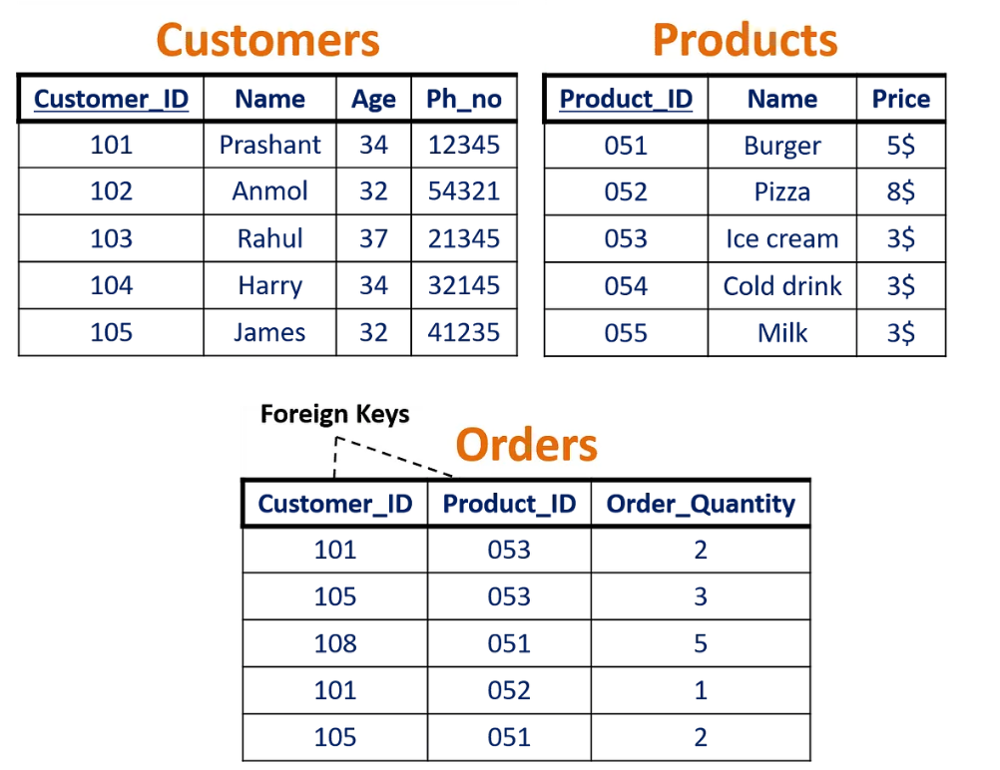 Customers
Customer_ID Name Age Ph_no
101 Prashant 34 12345
102 Anmol 32 54321
103 Rahul 37 21345
104 Harry 34 32145
105 James 32 41235
Products
Product_ID Name Price
051 Burger 5$
052 Pizza 8$
053 Ice cream 3$
054 Cold drink 3$
055 Milk 3$
Foreign Keys
Orders
Customer_ID Product_ID Order_Quantity
101 053 2
105 053 3
108 051 5
101 052 1
105 051 2